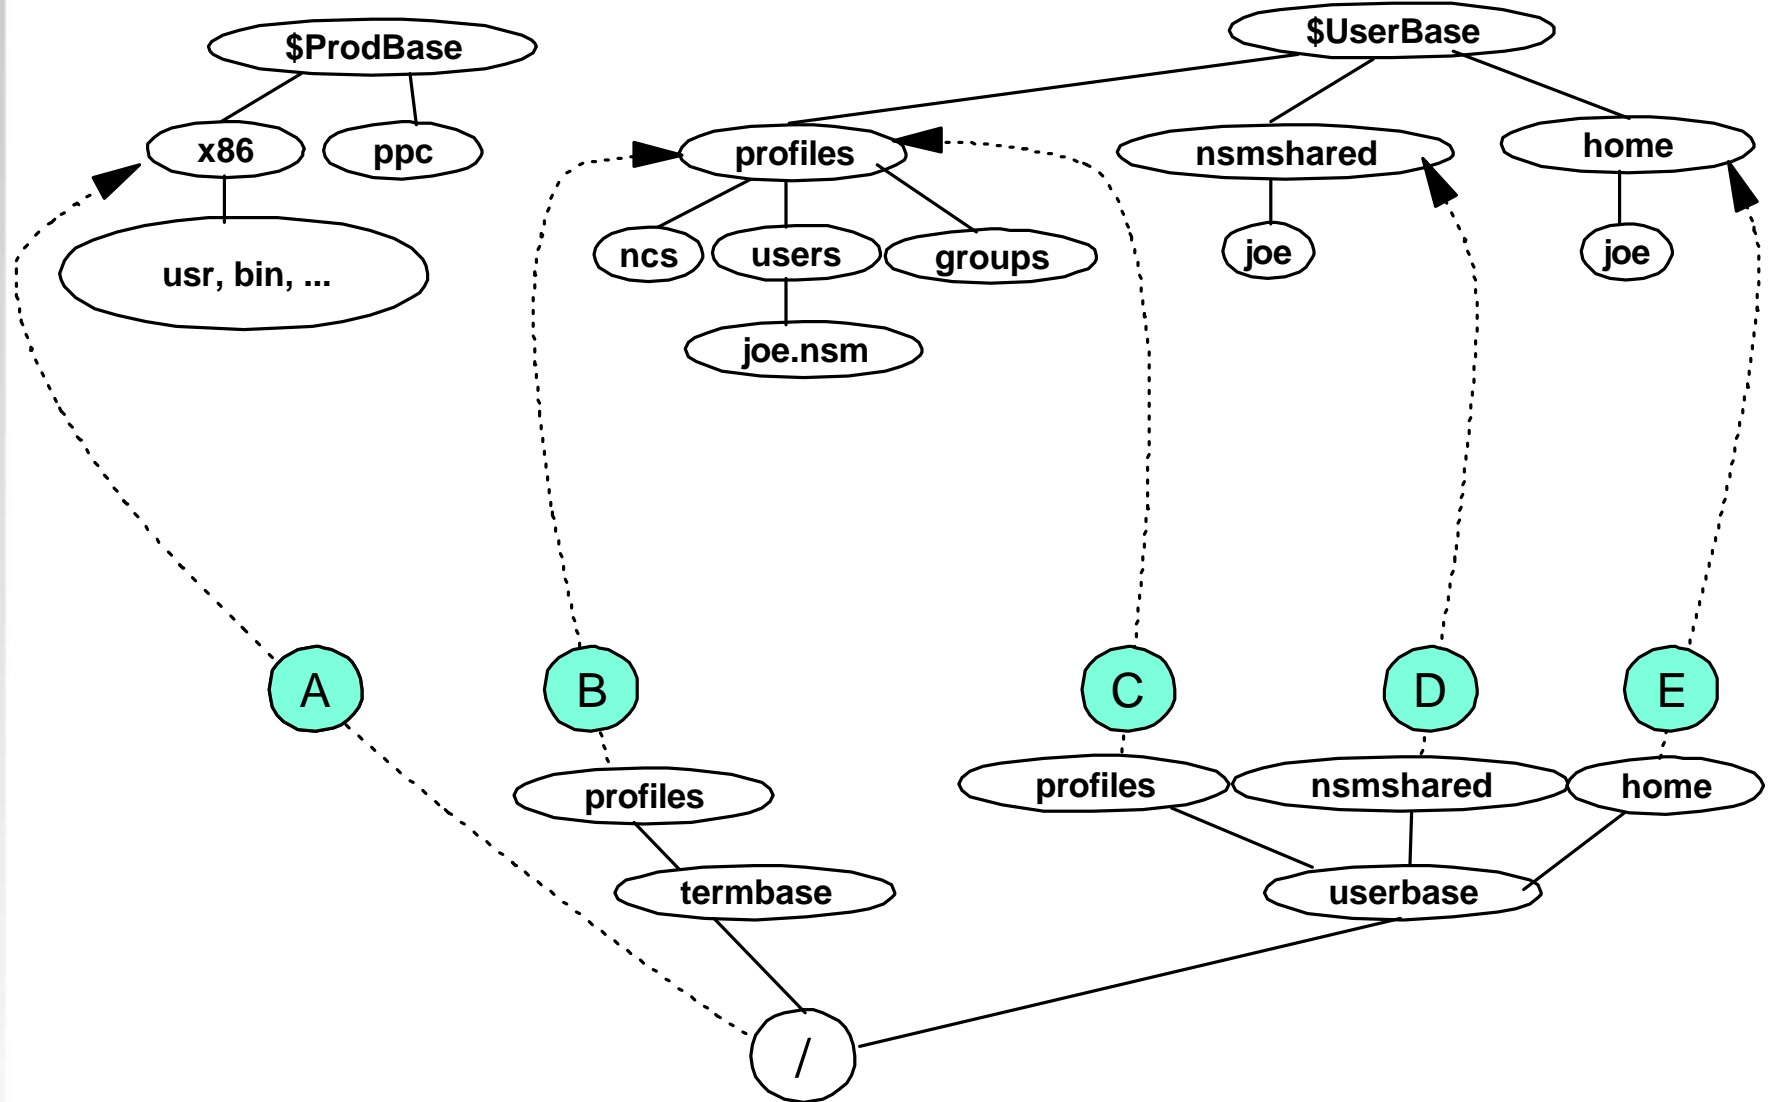 $ProdBase
$UserBase
x86
ppc
profiles
nsmshared
home
usr, bin, ...
ncs
users
groups
joe
joe
joe.nsm
A
B
C
D
E
profiles
profiles
nsmshared
home
termbase
userbase
/